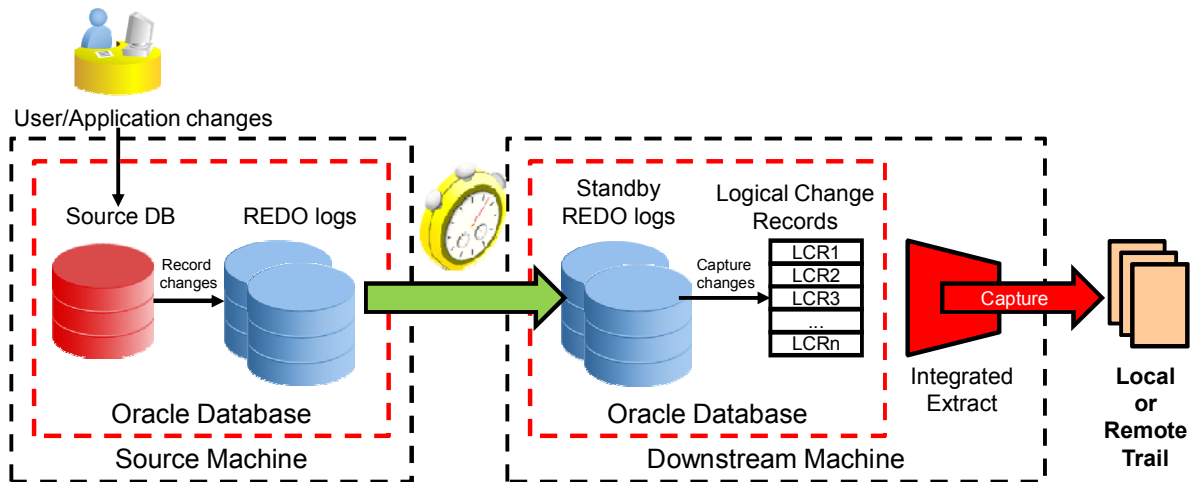 User/Application changes
Source DB
REDO logs
Record
changes
Oracle Database
Source Machine
Standby
REDO logs
Logical Change
Records
Capture
changes
LCR1
LCR2
LCR3
...
LCRn
Oracle Database
Downstream Machine
Integrated
Extract
Capture
Local
or
Remote
Trail